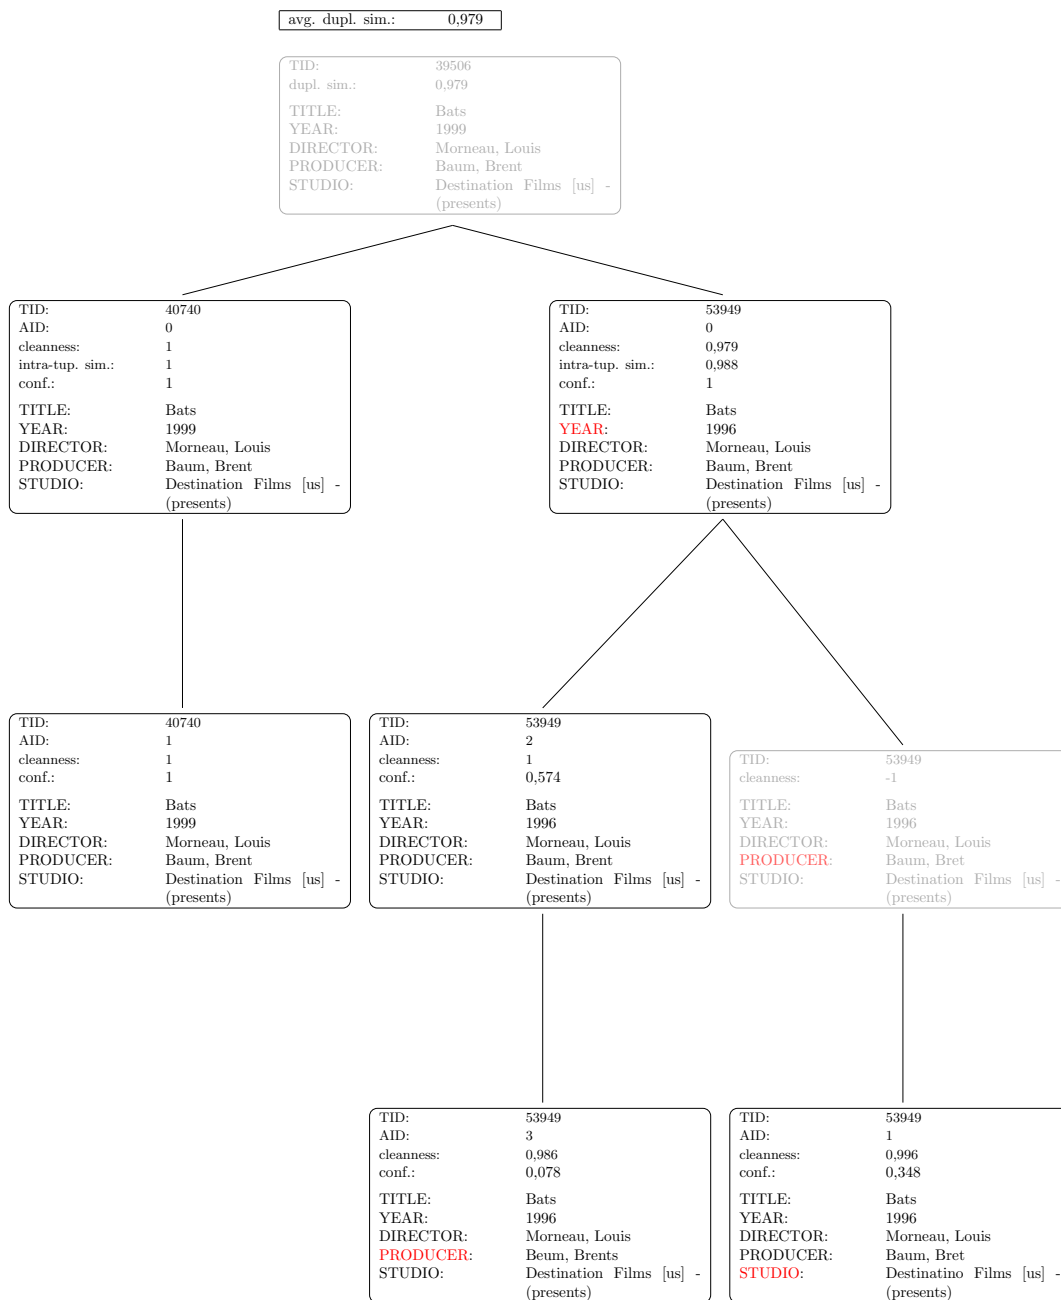 avg. dupl. sim.: 0,979
TID: 39506
dupl. sim.: 0,979
TITLE: Bats
YEAR: 1999
DIRECTOR: Morneau, Louis
PRODUCER: Baum, Brent
STUDIO: Destination Films [us] -
(presents)
TID: 40740
AID: 0
cleanness: 1
intra-tup. sim.: 1
conf.: 1
TITLE: Bats
YEAR: 1999
DIRECTOR: Morneau, Louis
PRODUCER: Baum, Brent
STUDIO: Destination Films [us] -
(presents)
TID: 53949
AID: 0
cleanness: 0,979
intra-tup. sim.: 0,988
conf.: 1
TITLE: Bats
YEAR: 1996
DIRECTOR: Morneau, Louis
PRODUCER: Baum, Brent
STUDIO: Destination Films [us] -
(presents)
TID: 40740
AID: 1
cleanness: 1
conf.: 1
TITLE: Bats
YEAR: 1999
DIRECTOR: Morneau, Louis
PRODUCER: Baum, Brent
STUDIO: Destination Films [us] -
(presents)
TID: 53949
AID: 2
cleanness: 1
conf.: 0,574
TITLE: Bats
YEAR: 1996
DIRECTOR: Morneau, Louis
PRODUCER: Baum, Brent
STUDIO: Destination Films [us] -
(presents)
TID: 53949
cleanness: -1
TITLE: Bats
YEAR: 1996
DIRECTOR: Morneau, Louis
PRODUCER: Baum, Bret
STUDIO: Destination Films [us] -
(presents)
TID: 53949
AID: 3
cleanness: 0,986
conf.: 0,078
TITLE: Bats
YEAR: 1996
DIRECTOR: Morneau, Louis
PRODUCER: Beum, Brents
STUDIO: Destination Films [us] -
(presents)
TID: 53949
AID: 1
cleanness: 0,996
conf.: 0,348
TITLE: Bats
YEAR: 1996
DIRECTOR: Morneau, Louis
PRODUCER: Baum, Bret
STUDIO: Destinatino Films [us] -
(presents)